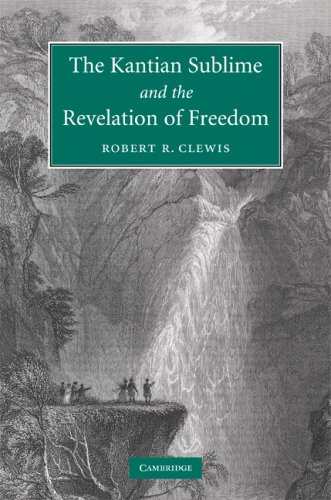 The Kantian Sublime
and the
Revelation of Freedom
ROBERT R. CLEWIS
CAMBRIDGE